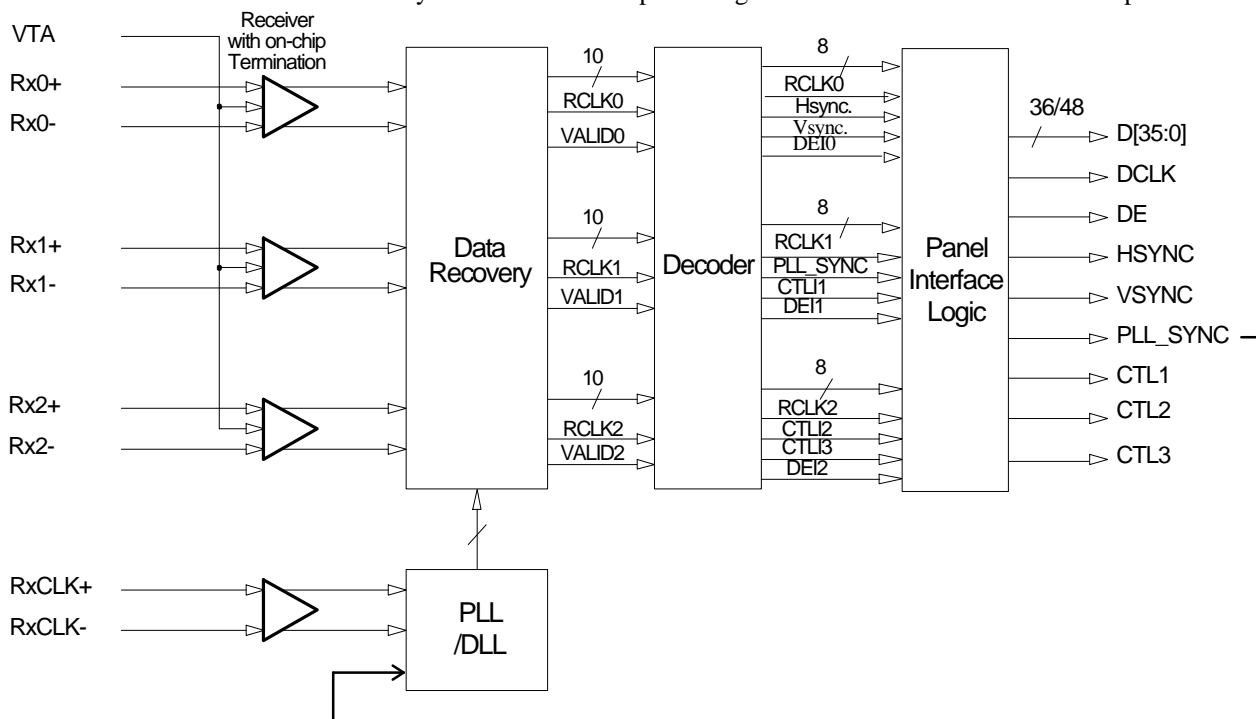 VTA
Rx0+
Rx0-
Rx1+
Rx1-
Rx2+
Rx2-
RxCLK+
RxCLK-
Receiver
with on-chip
Termination
Data
Recovery
PLL
/DLL
10
RCLK0
VALID0
10
RCLK1
VALID1
10
RCLK2
VALID2
Decoder
8
RCLK0
Hsync.
Vsync.
DEI0
8
RCLK1
PLL_SYNC
CTLI1
DEI1
8
RCLK2
CTLI2
CTLI3
DEI2
Panel
Interface
Logic
36/48
D[35:0]
DCLK
DE
HSYNC
VSYNC
PLL_SYNC
CTL1
CTL2
CTL3